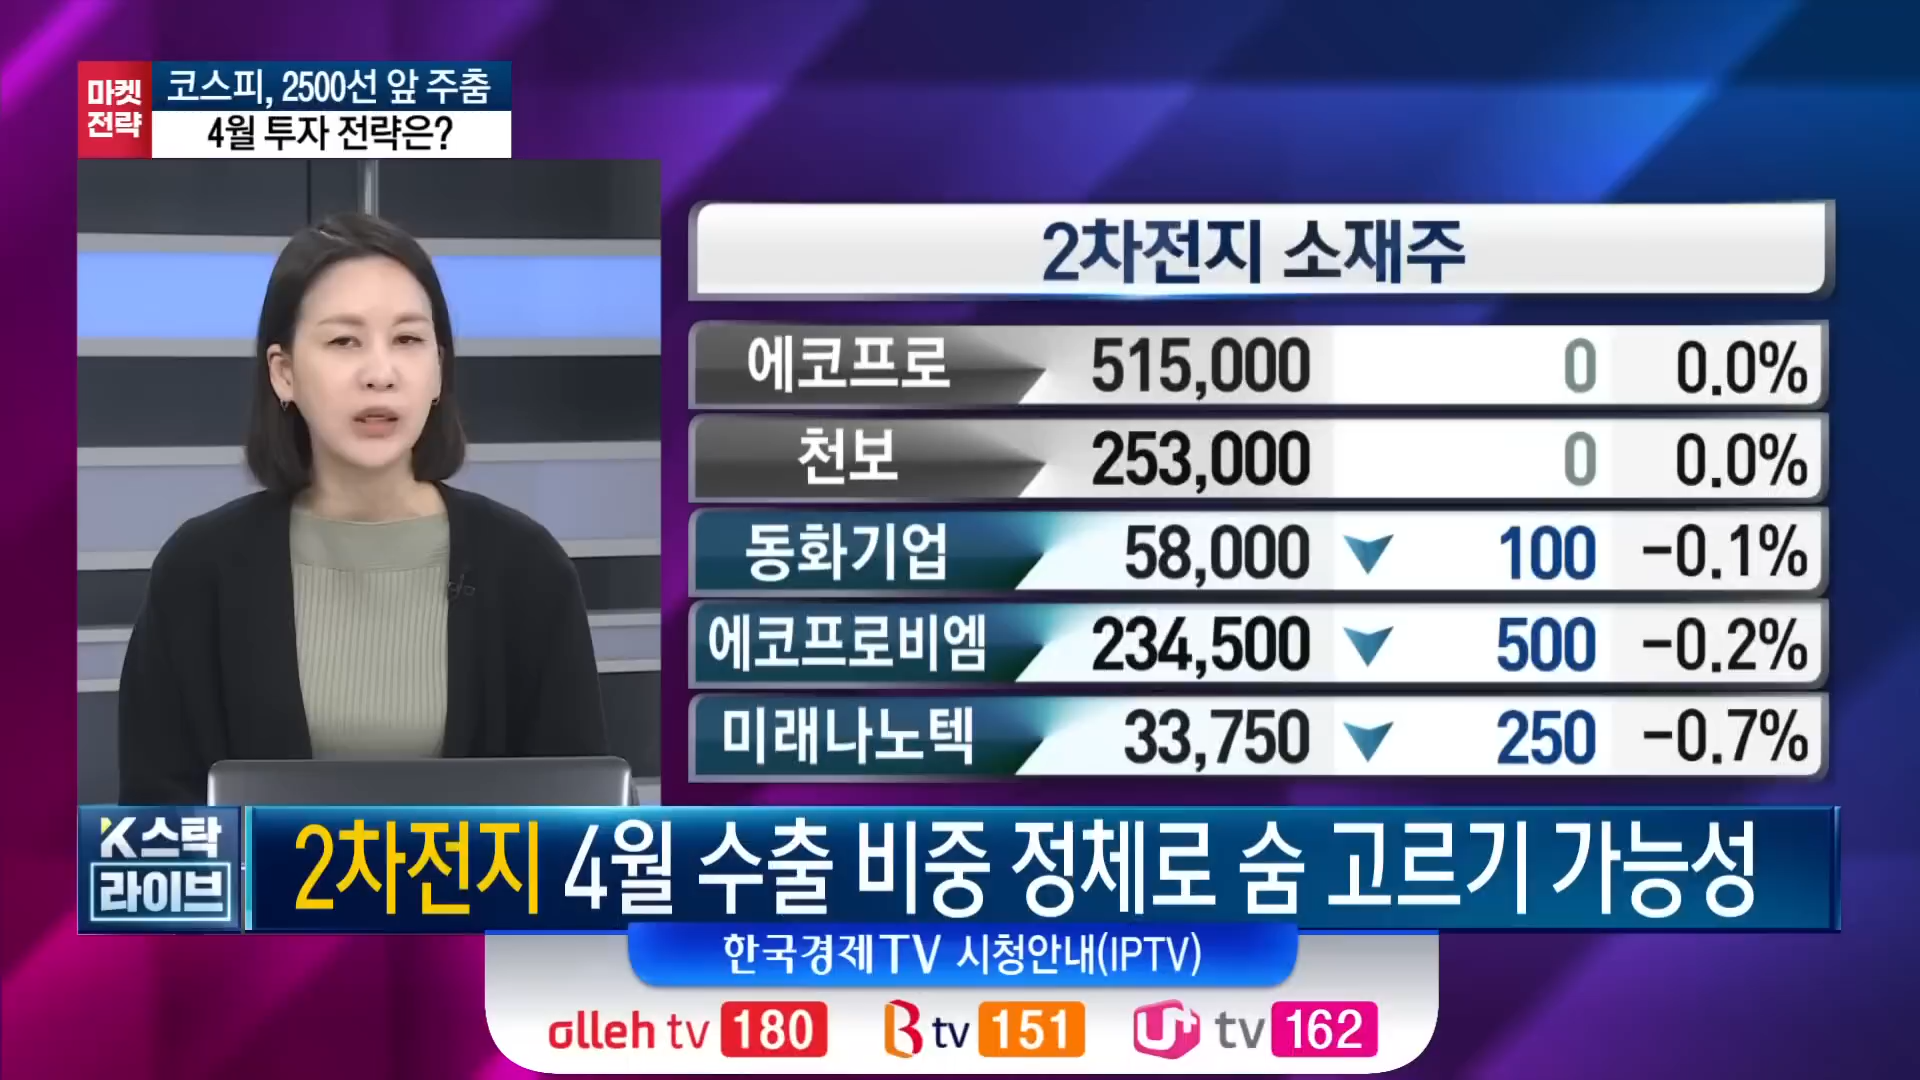 마켓
전략
코스피, 2500선 앞 주춤
4월 투자 전략은?
2차전지 소재주
에코프로 515,000 0 0.0%
천보 253,000 0 0.0%
동화기업 58,000 ▼ 100 -0.1%
에코프로비엠 234,500 ▼ 500 -0.2%
미래나노텍 33,750 ▼ 250 -0.7%
K스탁
라이브
2차전지 4월 수출 비중 정체로 숨 고르기 가능성
한국경제TV 시청안내(IPTV)
olleh tv 180 B tv 151 U+ tv 162